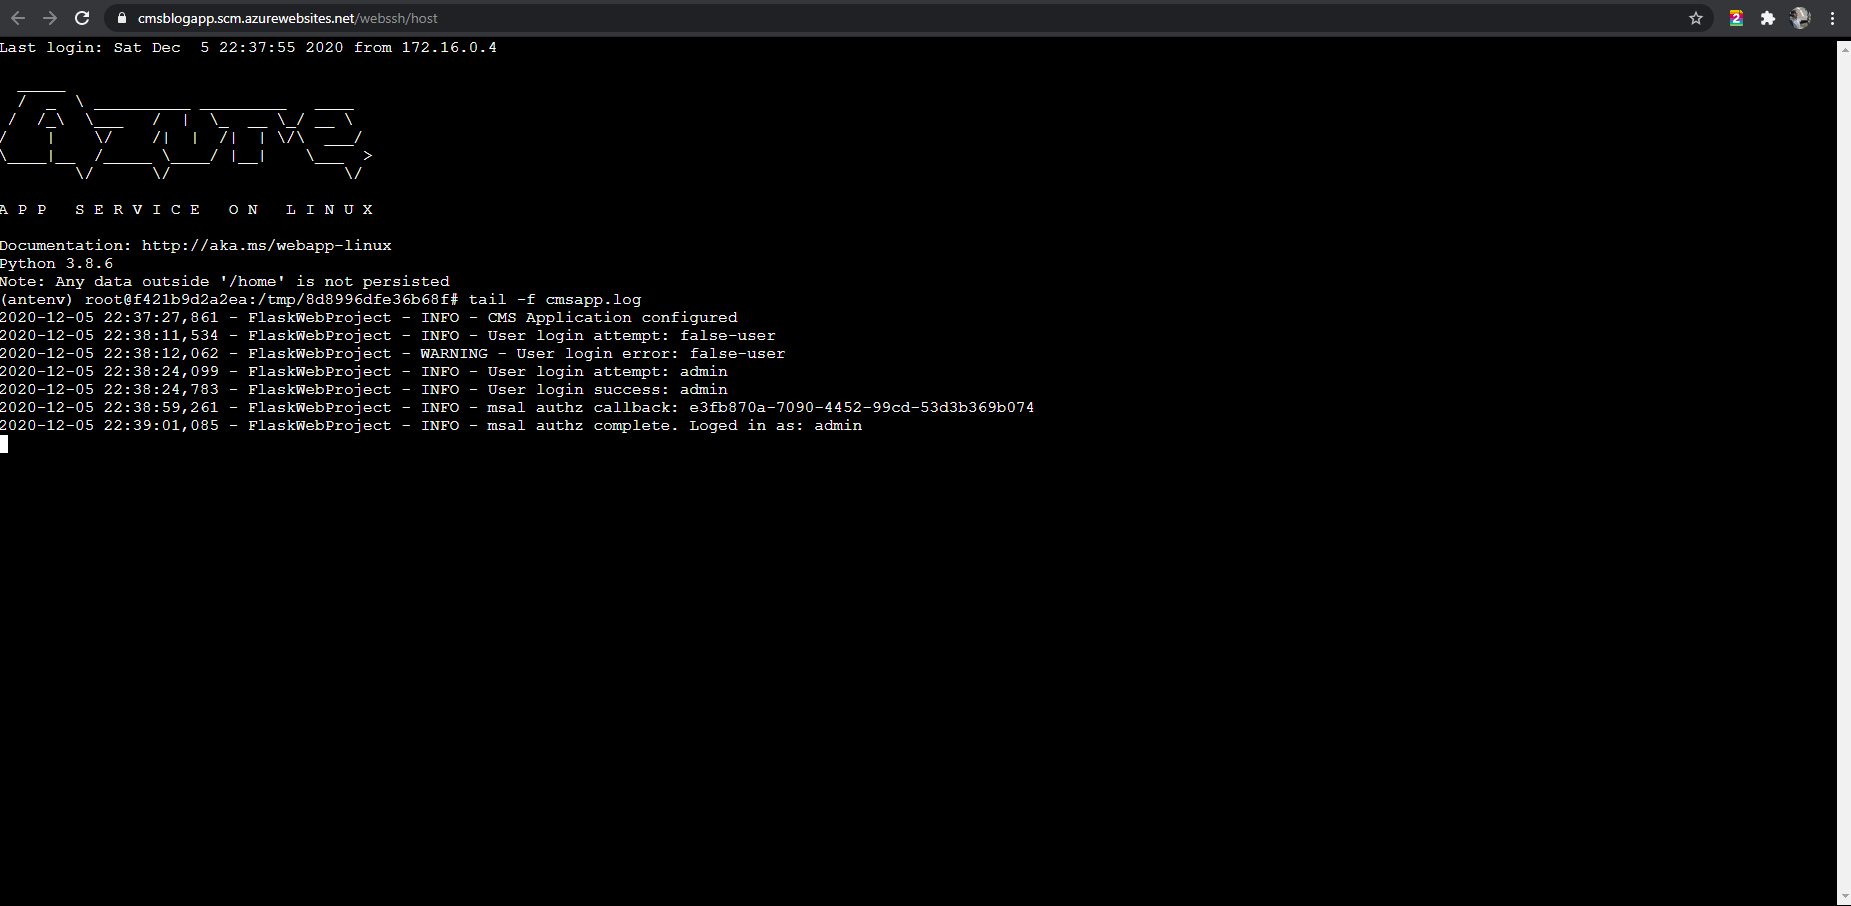 cmsblogapp.scm.azurewebsites.net/webssh/host
2
Last login: Sat Dec  5 22:37:55 2020 from 172.16.0.4
Azure
A P P   S E R V I C E   O N   L I N U X
Documentation: http://aka.ms/webapp-linux
Python 3.8.6
Note: Any data outside '/home' is not persisted
(antenv) root@f421b9d2a2ea:/tmp/8d8996dfe36b68f# tail -f cmsapp.log
2020-12-05 22:37:27,861 - FlaskWebProject - INFO - CMS Application configured
2020-12-05 22:38:11,534 - FlaskWebProject - INFO - User login attempt: false-user
2020-12-05 22:38:12,062 - FlaskWebProject - WARNING - User login error: false-user
2020-12-05 22:38:24,099 - FlaskWebProject - INFO - User login attempt: admin
2020-12-05 22:38:24,783 - FlaskWebProject - INFO - User login success: admin
2020-12-05 22:38:59,261 - FlaskWebProject - INFO - msal authz callback: e3fb870a-7090-4452-99cd-53d3b369b074
2020-12-05 22:39:01,085 - FlaskWebProject - INFO - msal authz complete. Loged in as: admin